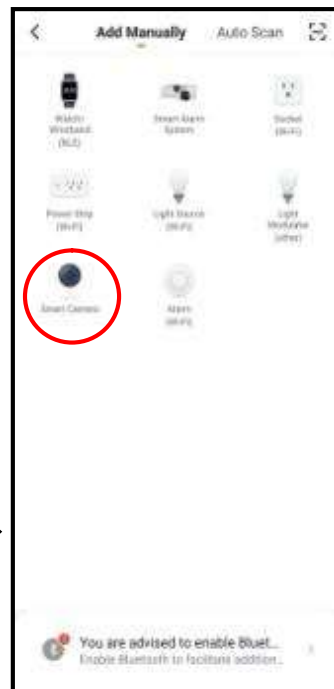 Add Manually
Auto Scan
Watch/
Wristband
(BLE)
Smart Alarm
System
Socket
(Wi-Fi)
Power Strip
(Wi-Fi)
Light Source
(Wi-Fi)
Light
Modulator
(other)
Smart Camera
Alarm
(Wi-Fi)
You are advised to enable Bluet...
Enable Bluetooth to facilitate addition...